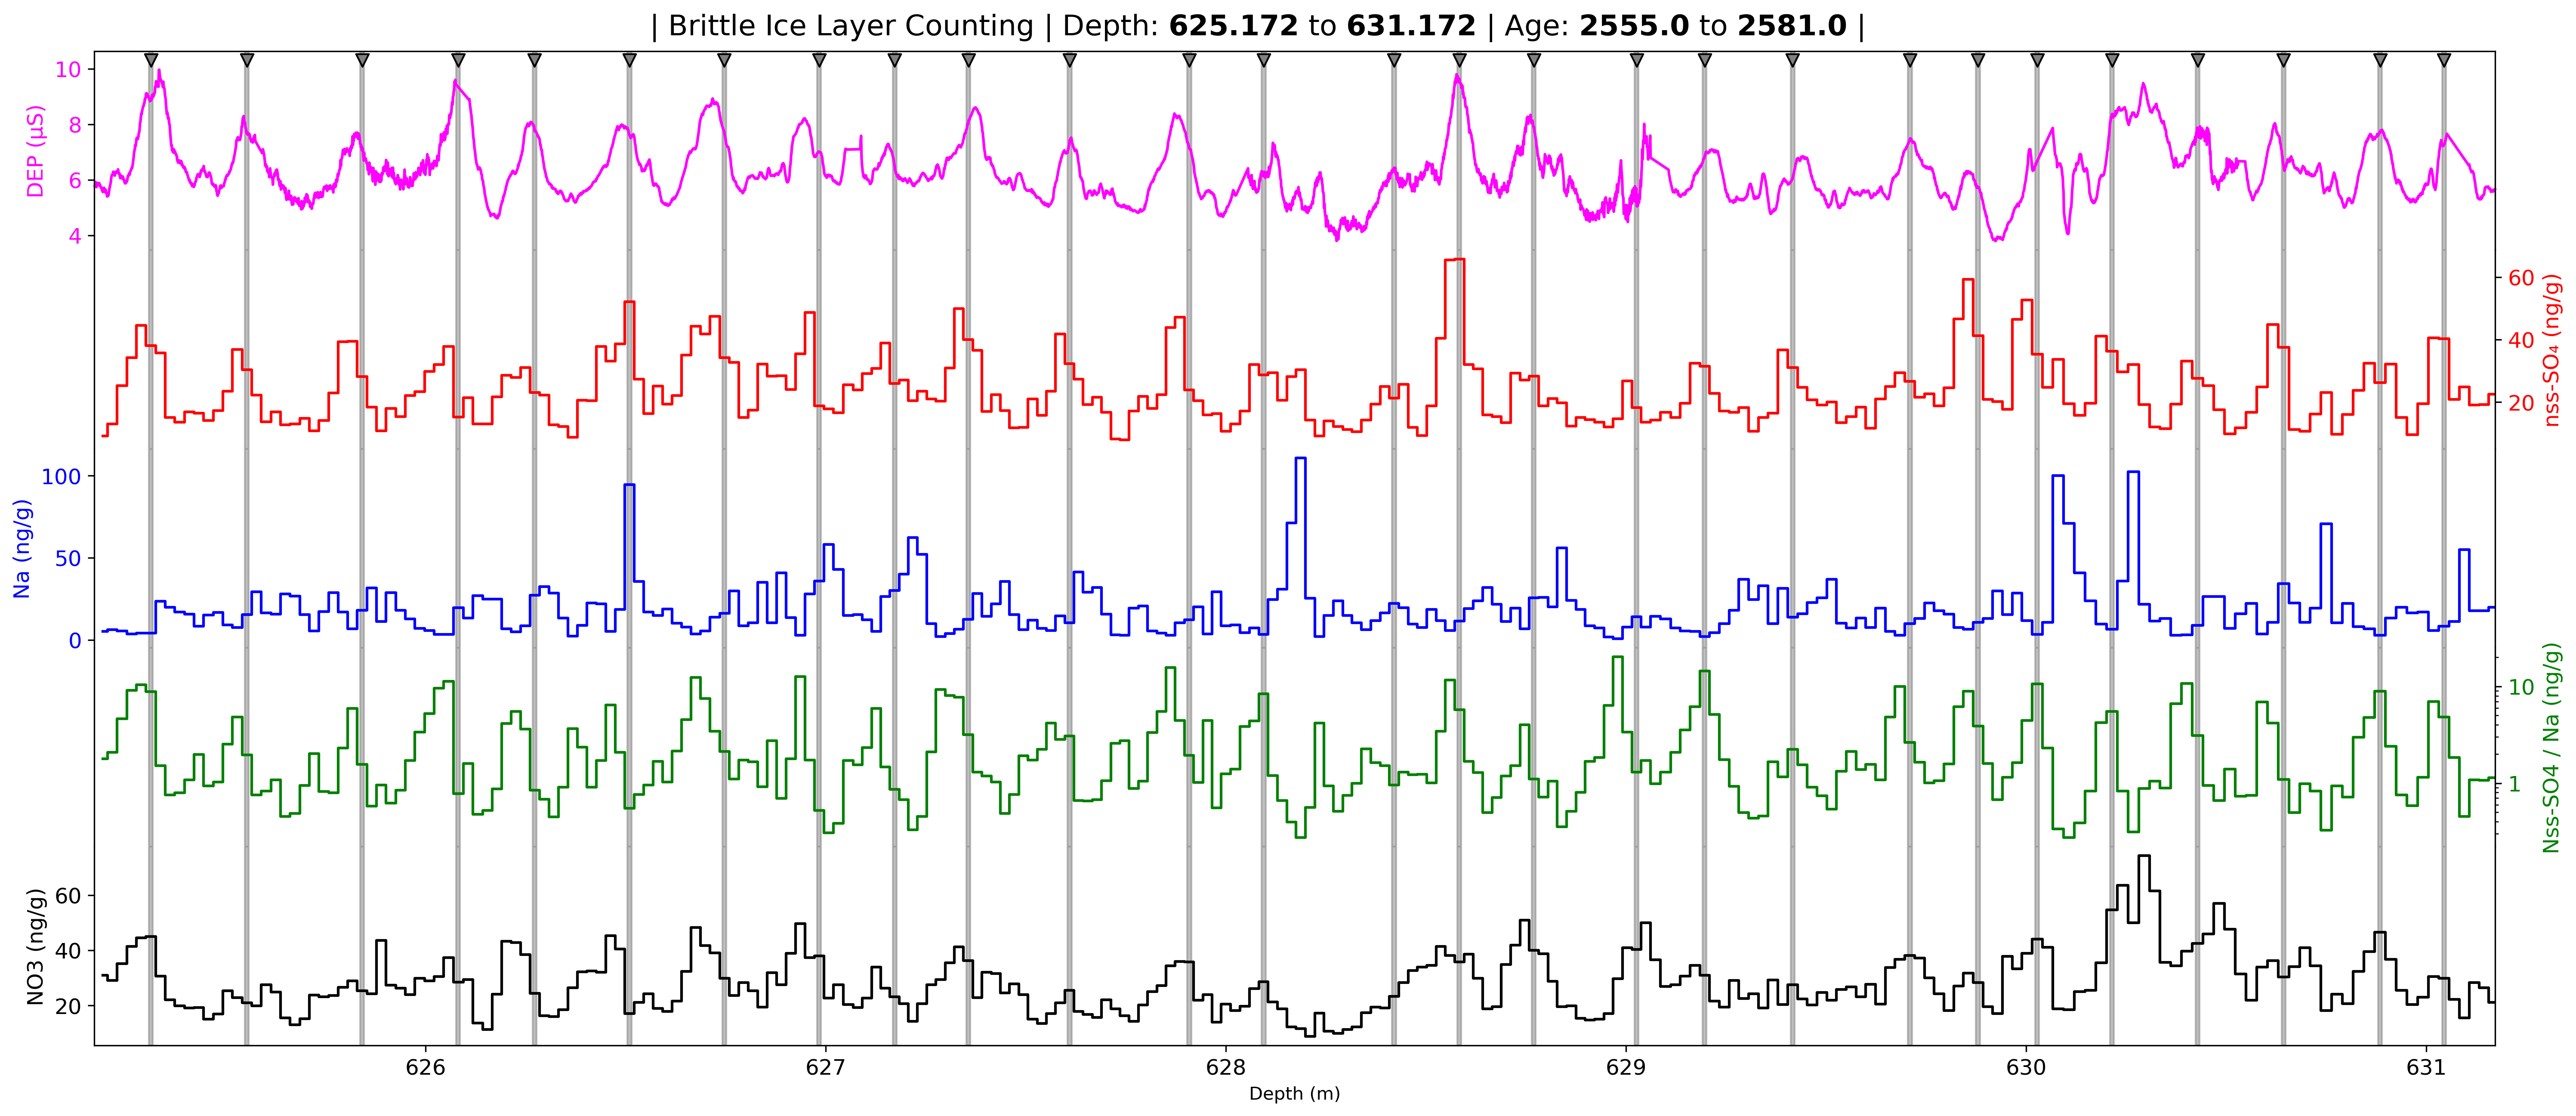 | Brittle Ice Layer Counting | Depth: 625.172 to 631.172 | Age: 2555.0 to 2581.0 |
DEP (µS)
10
8
6
4
60
40
20
nss-SO₄ (ng/g)
Na (ng/g)
100
50
0
10
1
Nss-SO4 / Na (ng/g)
NO3 (ng/g)
60
40
20
626 627 628 629 630 631
Depth (m)